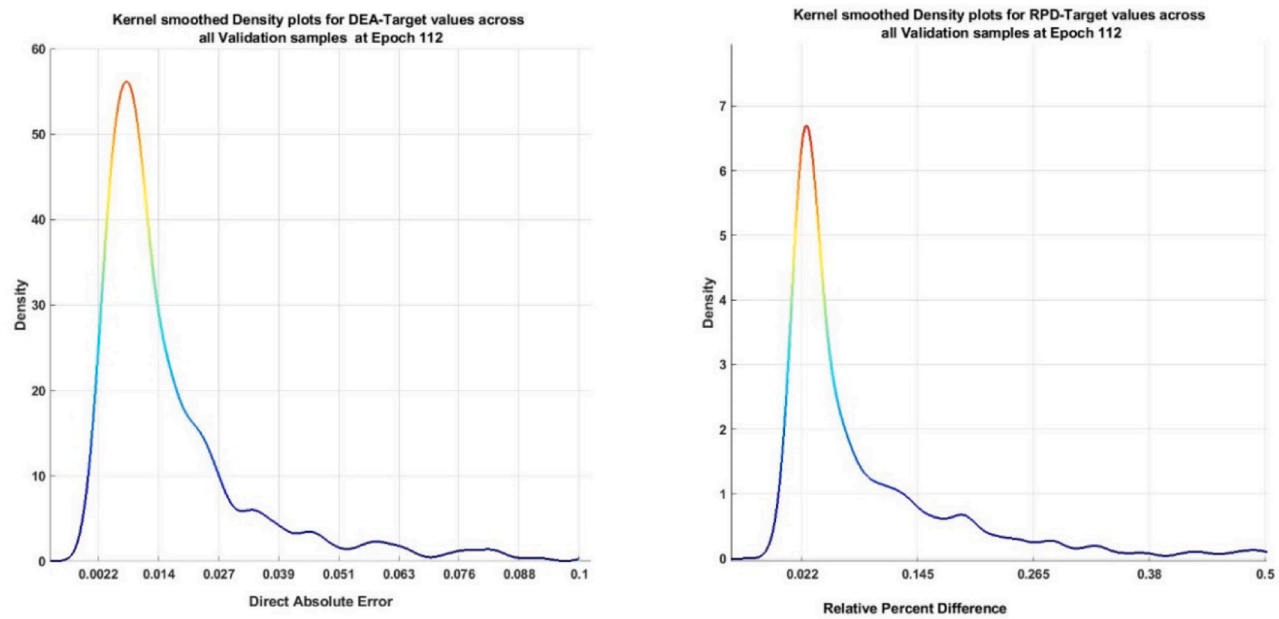 Kernel smoothed Density plots for DEA-Target values across
all Validation samples at Epoch 112
60
50
40
30
20
10
0
Density
0.0022 0.014 0.027 0.039 0.051 0.063 0.076 0.088 0.1
Direct Absolute Error
Kernel smoothed Density plots for RPD-Target values across
all Validation samples at Epoch 112
7
6
5
4
3
2
1
0
Density
0.022 0.145 0.265 0.38 0.5
Relative Percent Difference